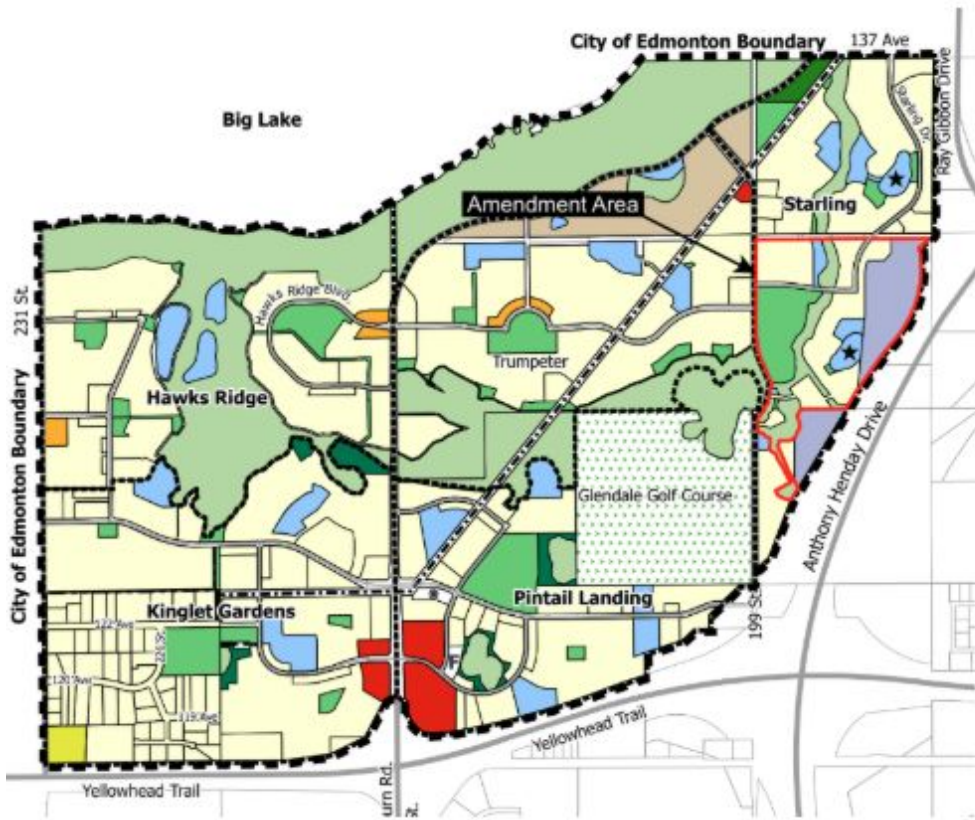 City of Edmonton Boundary
137 Ave
Big Lake
Starling Dr.
Ray Gibbon Drive
Amendment Area
Starling
231 St.
Hawks Ridge Blvd
Trumpeter
Hawks Ridge
City of Edmonton Boundary
Glendale Golf Course
Anthony Henday Drive
Kinglet Gardens
Pintail Landing
199 St.
122 Ave
226 St.
120 Ave
119 Ave
F
Yellowhead Trail
Yellowhead Trail
urn Rd.
St.